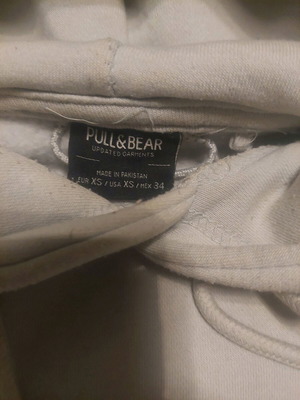 PULL&BEAR
UPDATED GARMENTS
MADE IN PAKISTAN
EUR XS / USA XS / MEX 34